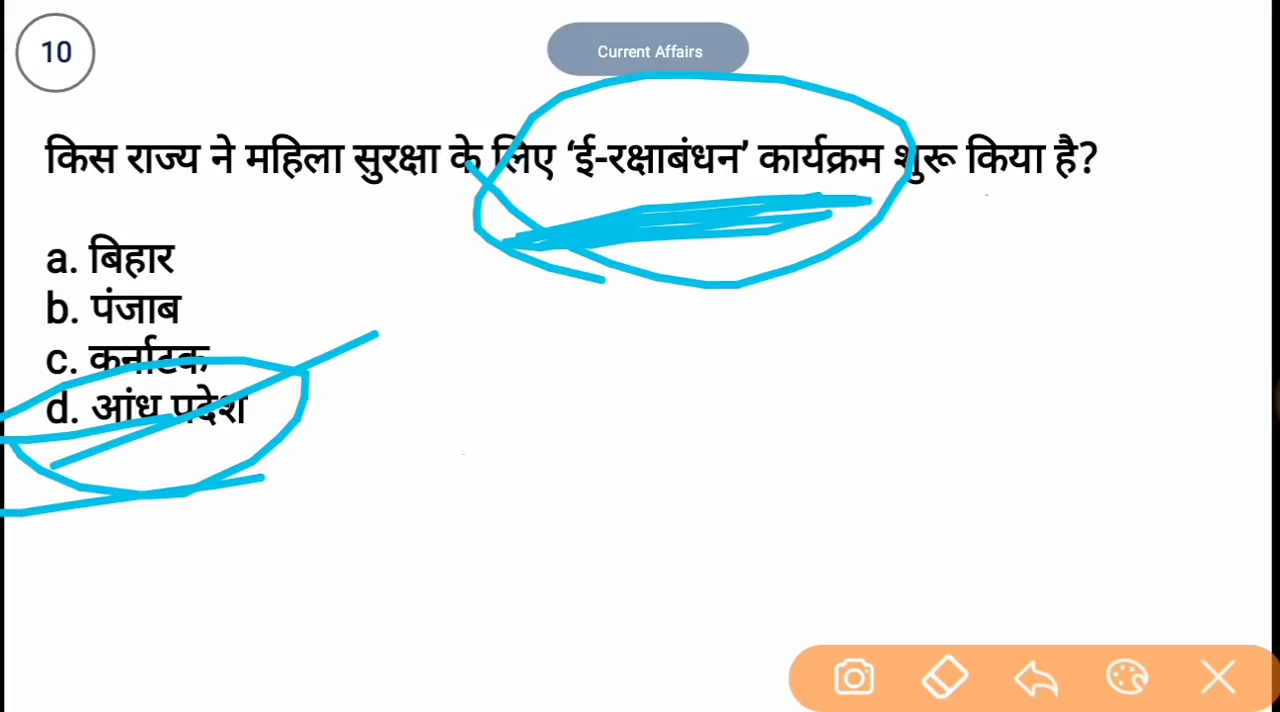 10
Current Affairs
किस राज्य ने महिला सुरक्षा के लिए ‘ई-रक्षाबंधन’ कार्यक्रम शुरू किया है?
a. बिहार
b. पंजाब
c. कर्नाटक
d. आंध्र प्रदेश